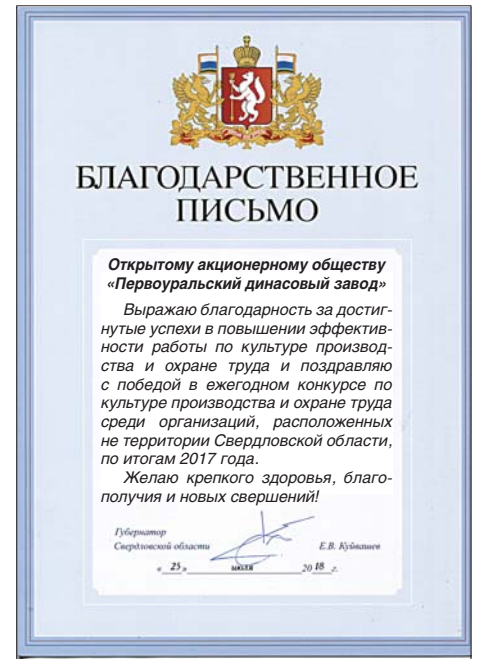 БЛАГОДАРСТВЕННОЕ
ПИСЬМО
Открытому акционерному обществу
«Первоуральский динасовый завод»
Выражаю благодарность за достиг-
нутые успехи в повышении эффектив-
ности работы по культуре производ-
ства и охране труда и поздравляю
с победой в ежегодном конкурсе по
культуре производства и охране труда
среди организаций, расположенных
не территории Свердловской области,
по итогам 2017 года.
Желаю крепкого здоровья, благо-
получия и новых свершений!
Губернатор
Свердловской области Е.В. Куйвашев
« 25 » июля 20 18 г.